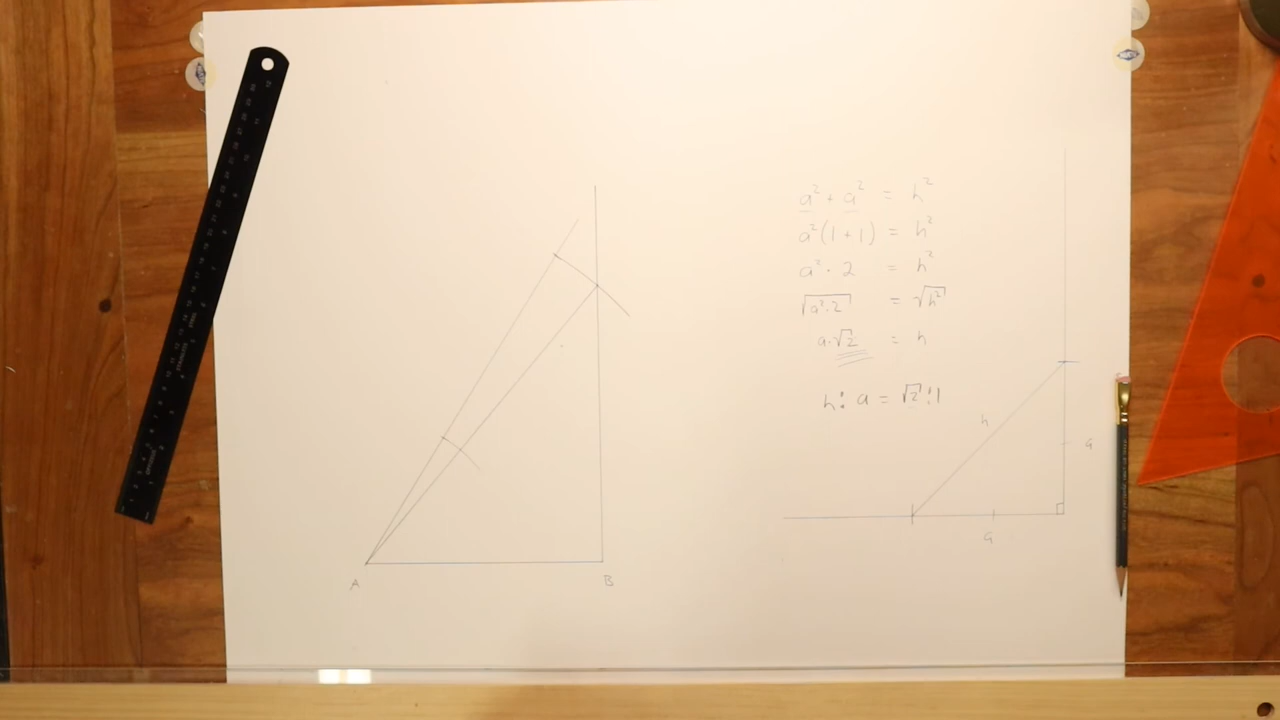 a² + a² = h²
a²(1+1) = h²
a² · 2 = h²
√a²·2 = √h²
a·√2 = h
h : a = √2 : 1
h
a
a
A
B